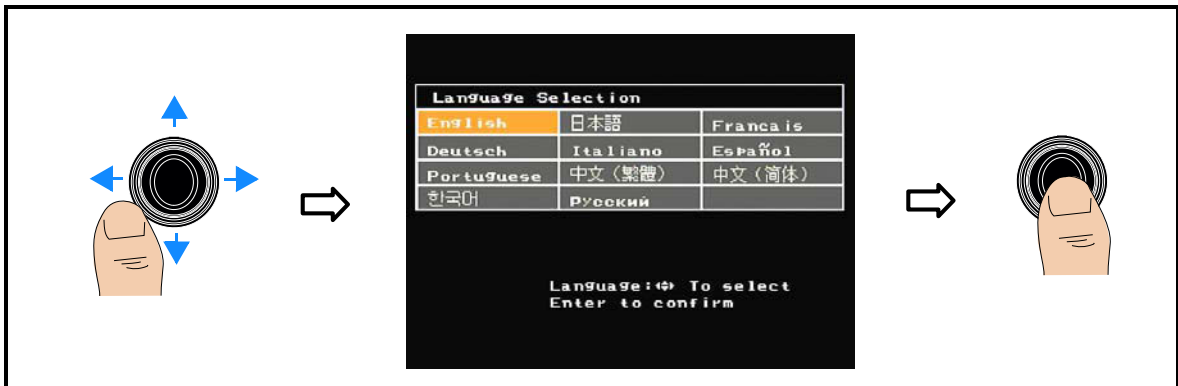 Language Selection
English 日本語 Francais
Deutsch Italiano Español
Portuguese 中文（繁體） 中文（简体）
한국어 Русский
Language: To select
Enter to confirm